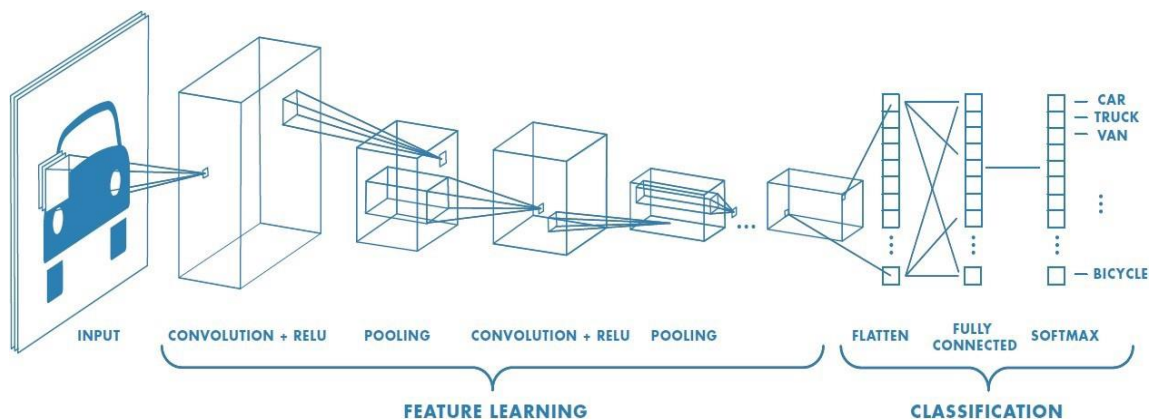 CAR
TRUCK
VAN
BICYCLE
INPUT
CONVOLUTION + RELU
POOLING
CONVOLUTION + RELU
POOLING
FLATTEN
FULLY
CONNECTED
SOFTMAX
FEATURE LEARNING
CLASSIFICATION